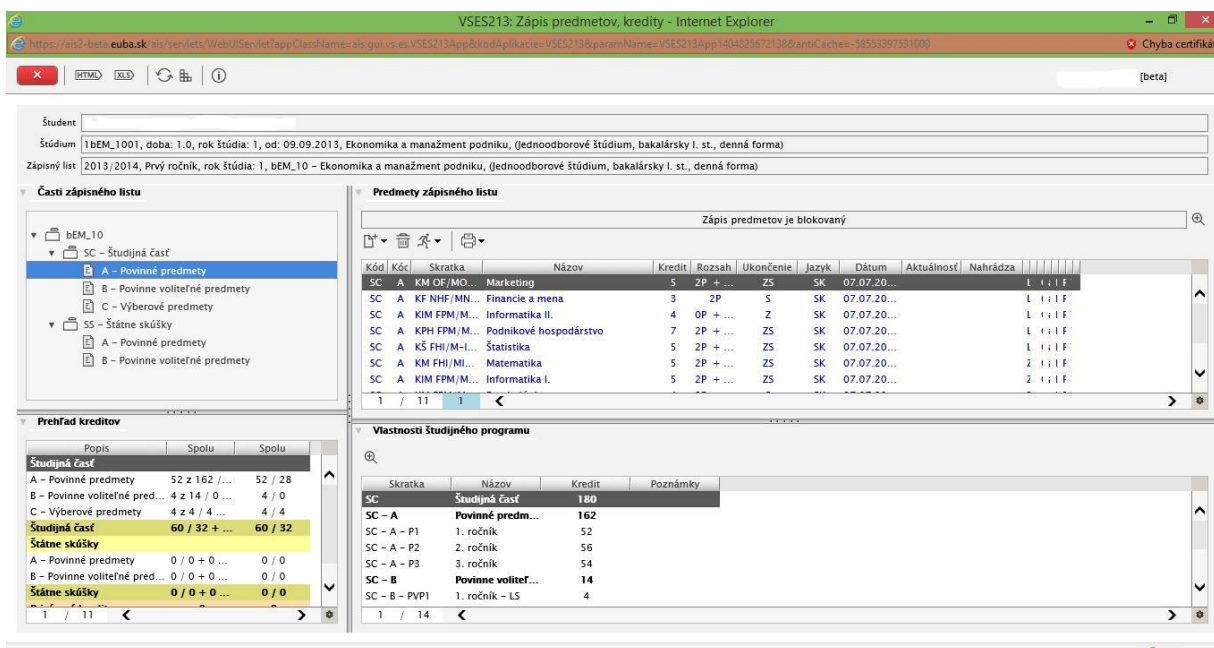 VSES213: Zápis predmetov, kredity - Internet Explorer
https://ais2-beta.euba.sk/ais/servlets/WebUIServlet?appClassName=ais.gui.vs.es.VSES213App&kodAplikacie=VSES213&paramName=VSES213App1404825672138&antiCache=-58553397531000 Chyba certifiká
HTML XLS [beta]
Študent
Štúdium 1bEM_1001, doba: 1.0, rok štúdia: 1, od: 09.09.2013, Ekonomika a manažment podniku, (Jednoodborové štúdium, bakalársky I. st., denná forma)
Zápisný list 2013/2014, Prvý ročník, rok štúdia: 1, bEM_10 – Ekonomika a manažment podniku, (Jednoodborové štúdium, bakalársky I. st., denná forma)
Časti zápisného listu
bEM_10
SC – Študijná časť
A – Povinné predmety
B – Povinne voliteľné predmety
C – Výberové predmety
SS – Štátne skúšky
A – Povinné predmety
B – Povinne voliteľné predmety
Predmety zápisného listu
Zápis predmetov je blokovaný
Kód Kóc Skratka Názov Kredit Rozsah Ukončenie Jazyk Dátum Aktuálnosť Nahrádza
SC A KM OF/MO... Marketing 5 2P + ... ZS SK 07.07.20...
SC A KF NHF/MN... Financie a mena 3 2P S SK 07.07.20...
SC A KIM FPM/M... Informatika II. 4 0P + ... Z SK 07.07.20...
SC A KPH FPM/M... Podnikové hospodárstvo 7 2P + ... ZS SK 07.07.20...
SC A KŠ FHI/M-I... Štatistika 5 2P + ... ZS SK 07.07.20...
SC A KM FHI/MI... Matematika 5 2P + ... ZS SK 07.07.20...
SC A KIM FPM/M... Informatika I. 5 2P + ... ZS SK 07.07.20...
1 / 11 1
Prehľad kreditov
Popis Spolu Spolu
Študijná časť
A – Povinné predmety 52 z 162 /... 52 / 28
B – Povinne voliteľné pred... 4 z 14 / 0 ... 4 / 0
C – Výberové predmety 4 z 4 / 4 ... 4 / 4
Študijná časť 60 / 32 + ... 60 / 32
Štátne skúšky
A – Povinné predmety 0 / 0 + 0 ... 0 / 0
B – Povinne voliteľné pred... 0 / 0 + 0 ... 0 / 0
Štátne skúšky 0 / 0 + 0 ... 0 / 0
1 / 11
Vlastnosti študijného programu
Skratka Názov Kredit Poznámky
SC Študijná časť 180
SC – A Povinné predm... 162
SC – A – P1 1. ročník 52
SC – A – P2 2. ročník 56
SC – A – P3 3. ročník 54
SC – B Povinne voliteľ... 14
SC – B – PVP1 1. ročník – LS 4
1 / 14